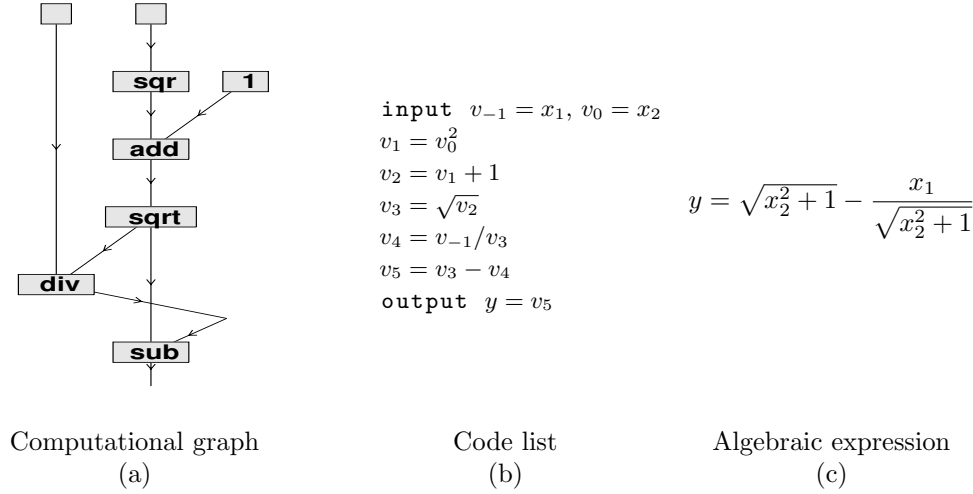 sqr
1
add
sqrt
div
sub
input v₋₁ = x₁, v₀ = x₂
v₁ = v₀²
v₂ = v₁ + 1
v₃ = √v₂
v₄ = v₋₁/v₃
v₅ = v₃ − v₄
output y = v₅
y = √(x₂² + 1) − x₁/√(x₂² + 1)
Computational graph
(a)
Code list
(b)
Algebraic expression
(c)